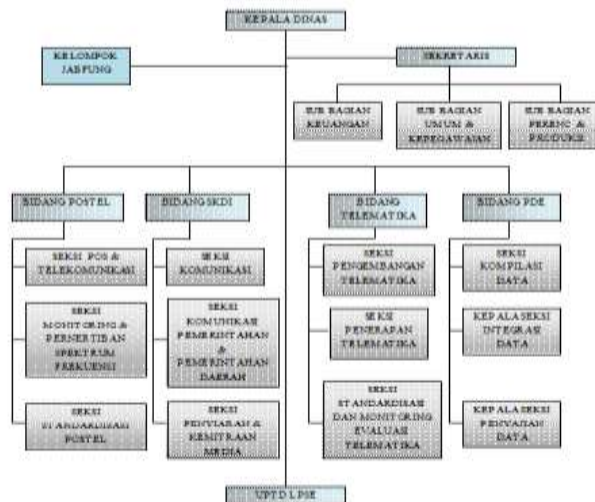 KEPALA DINAS
KELOMPOK
JABFUNG
SEKRETARIS
SUB BAGIAN
KEUANGAN
SUB BAGIAN
UMUM &
KEPEGAWAIAN
SUB BAGIAN
PERENC &
BIDANG POSTEL
BIDANG SKDI
BIDANG
TELEMATIKA
BIDANG PDE
SEKSI POS &
TELEKOMUNIKASI
SEKSI
MONITORING &
PENERTIBAN
SPEKTRUM
FREKUENSI
SEKSI
STANDARDISASI
POSTEL
SEKSI
KOMUNIKASI
SEKSI
KOMUNIKASI
PEMERINTAHAN
&
PEMERINTAHAN
DAERAH
SEKSI
PENYIARAN &
KEMITRAAN
MEDIA
SEKSI
PENGEMBANGAN
TELEMATIKA
SEKSI
PENERAPAN
TELEMATIKA
SEKSI
STANDARDISASI
DAN MONITORING
EVALUASI
TELEMATIKA
SEKSI
KOMPILASI
DATA
KEPALA SEKSI
INTEGRASI
DATA
KEPALA SEKSI
PENYAJIAN
DATA
UPTD LPSE